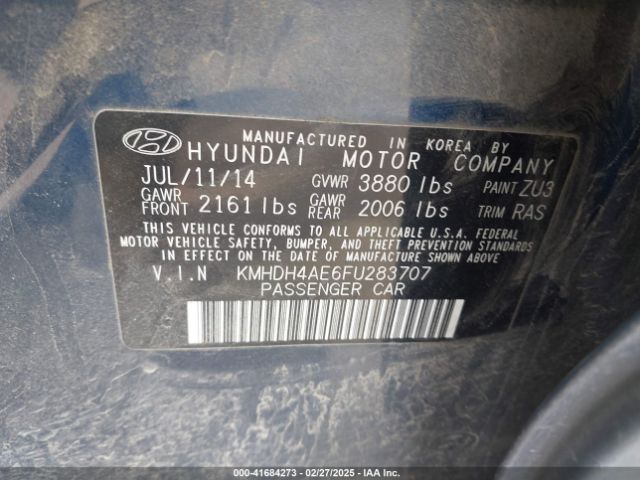 MANUFACTURED IN KOREA BY
HYUNDAI MOTOR COMPANY
JUL/11/14 GVWR 3880 lbs PAINT ZU3
GAWR FRONT 2161 lbs GAWR REAR 2006 lbs TRIM RAS
THIS VEHICLE CONFORMS TO ALL APPLICABLE U.S.A. FEDERAL
MOTOR VEHICLE SAFETY, BUMPER, AND THEFT PREVENTION
STANDARDS IN EFFECT ON THE DATE OF MANUFACTURE SHOWN ABOVE
V.I.N KMHDH4AE6FU283707
PASSENGER CAR
000-41684273 - 02/27/2025 - IAA Inc.